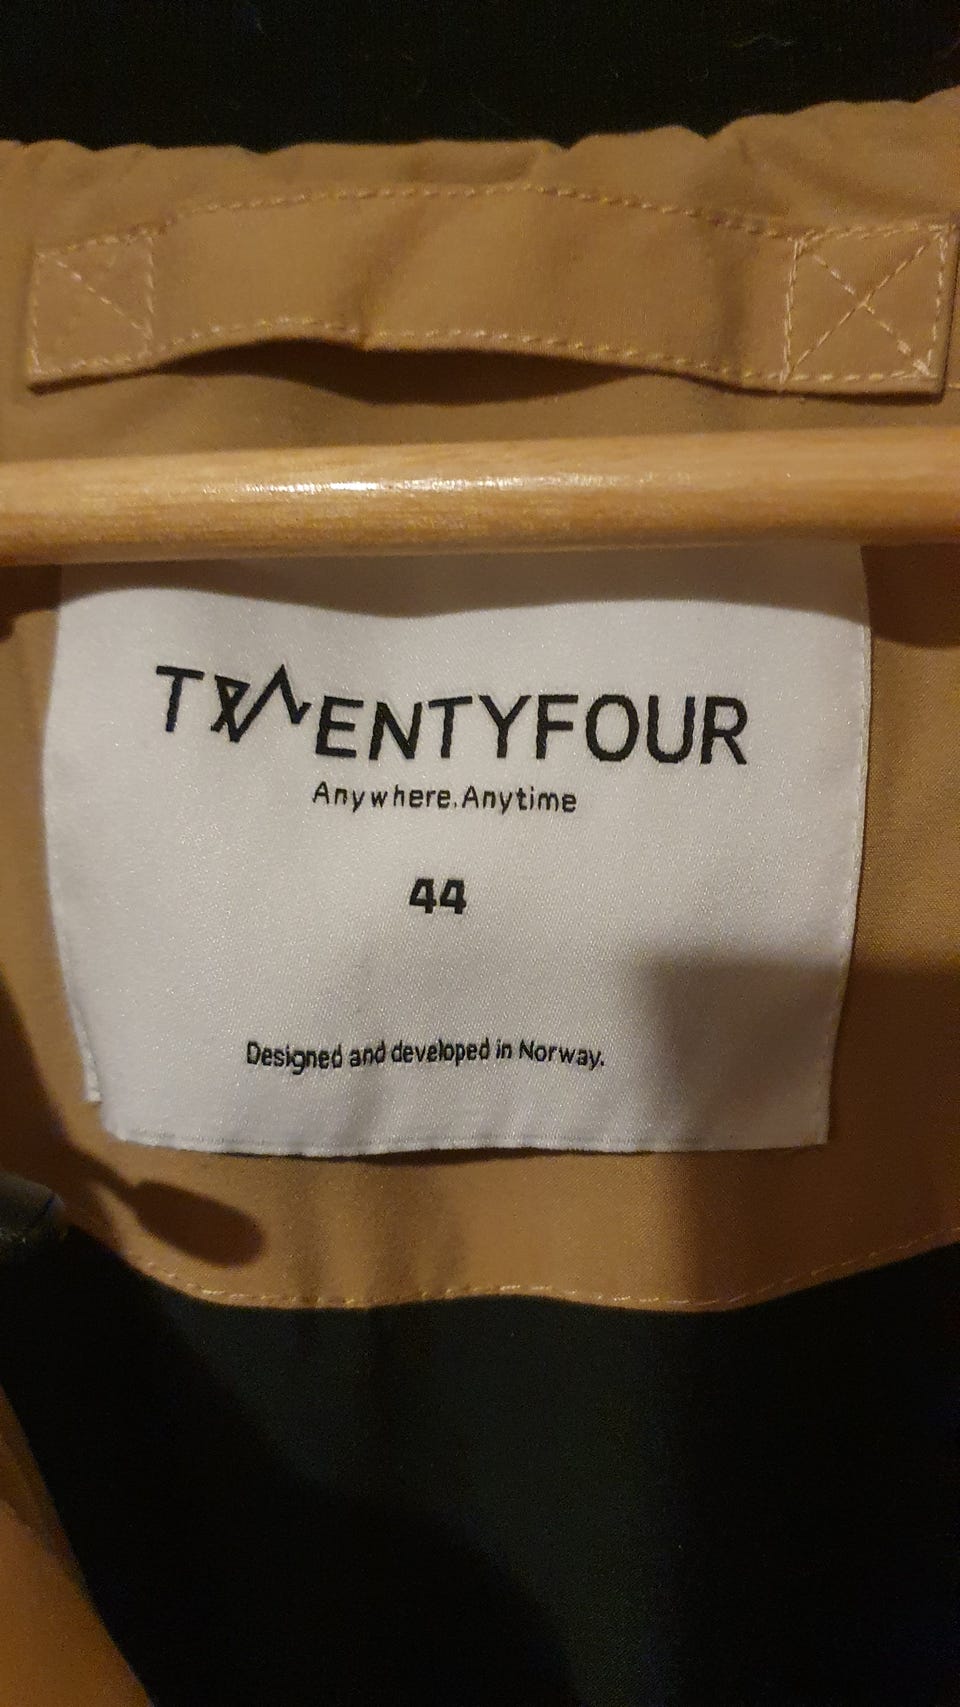 TWENTYFOUR
Anywhere.Anytime
44
Designed and developed in Norway.